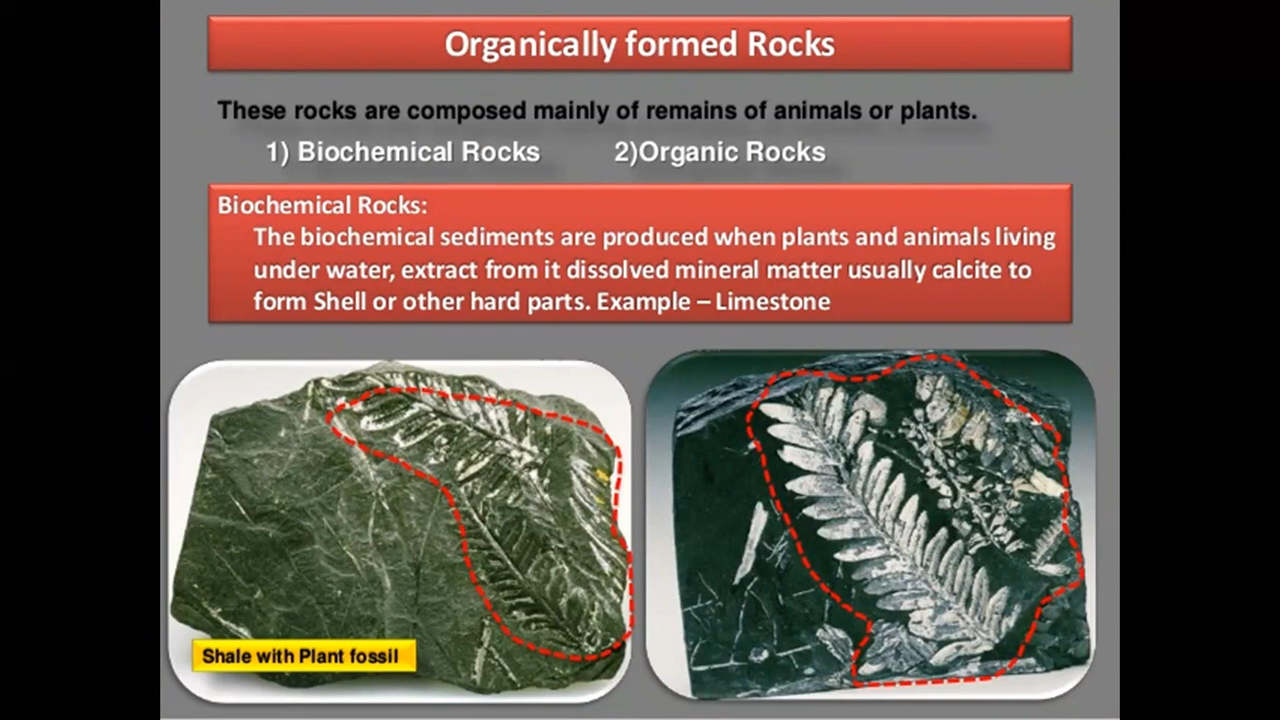 Organically formed Rocks
These rocks are composed mainly of remains of animals or plants.
1) Biochemical Rocks 2)Organic Rocks
Biochemical Rocks:
The biochemical sediments are produced when plants and animals living
under water, extract from it dissolved mineral matter usually calcite to
form Shell or other hard parts. Example – Limestone
Shale with Plant fossil